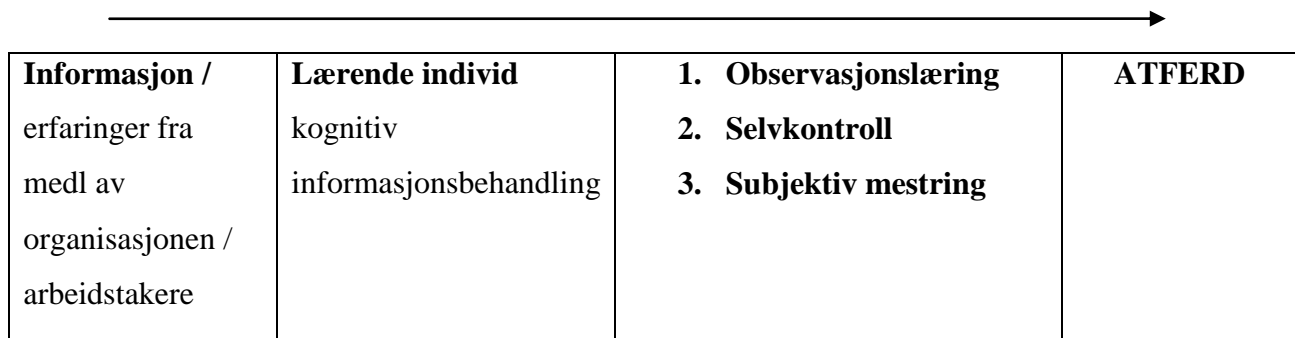 Informasjon /
erfaringer fra
medl av
organisasjonen /
arbeidstakere
Lærende individ
kognitiv
informasjonsbehandling
1. Observasjonslæring
2. Selvkontroll
3. Subjektiv mestring
ATFERD